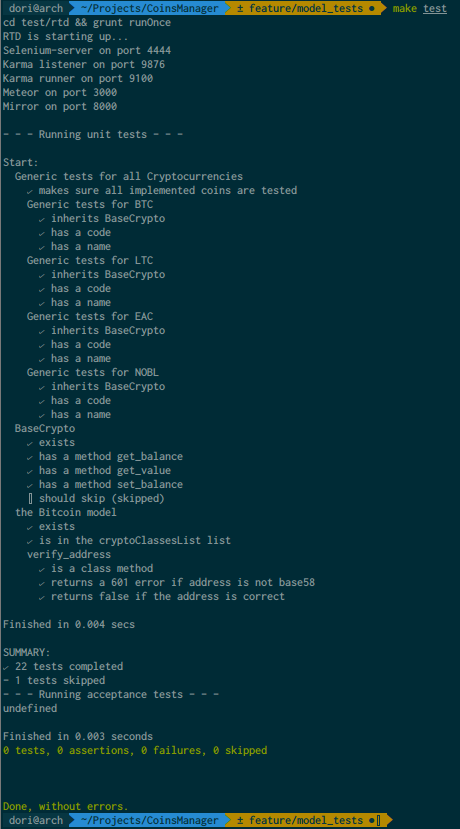 dori@arch ~/Projects/CoinsManager ± feature/model_tests ● make test
cd test/rtd && grunt runOnce
RTD is starting up...
Selenium-server on port 4444
Karma listener on port 9876
Karma runner on port 9100
Meteor on port 3000
Mirror on port 8000
- - - Running unit tests - - -
Start:
Generic tests for all Cryptocurrencies
✓ makes sure all implemented coins are tested
Generic tests for BTC
✓ inherits BaseCrypto
✓ has a code
✓ has a name
Generic tests for LTC
✓ inherits BaseCrypto
✓ has a code
✓ has a name
Generic tests for EAC
✓ inherits BaseCrypto
✓ has a code
✓ has a name
Generic tests for NOBL
✓ inherits BaseCrypto
✓ has a code
✓ has a name
BaseCrypto
✓ exists
✓ has a method get_balance
✓ has a method get_value
✓ has a method set_balance
should skip (skipped)
the Bitcoin model
✓ exists
✓ is in the cryptoClassesList list
verify_address
✓ is a class method
✓ returns a 601 error if address is not base58
✓ returns false if the address is correct
Finished in 0.004 secs
SUMMARY:
✓ 22 tests completed
- 1 tests skipped
- - - Running acceptance tests - - -
undefined
Finished in 0.003 seconds
0 tests, 0 assertions, 0 failures, 0 skipped
Done, without errors.
dori@arch ~/Projects/CoinsManager ± feature/model_tests ●